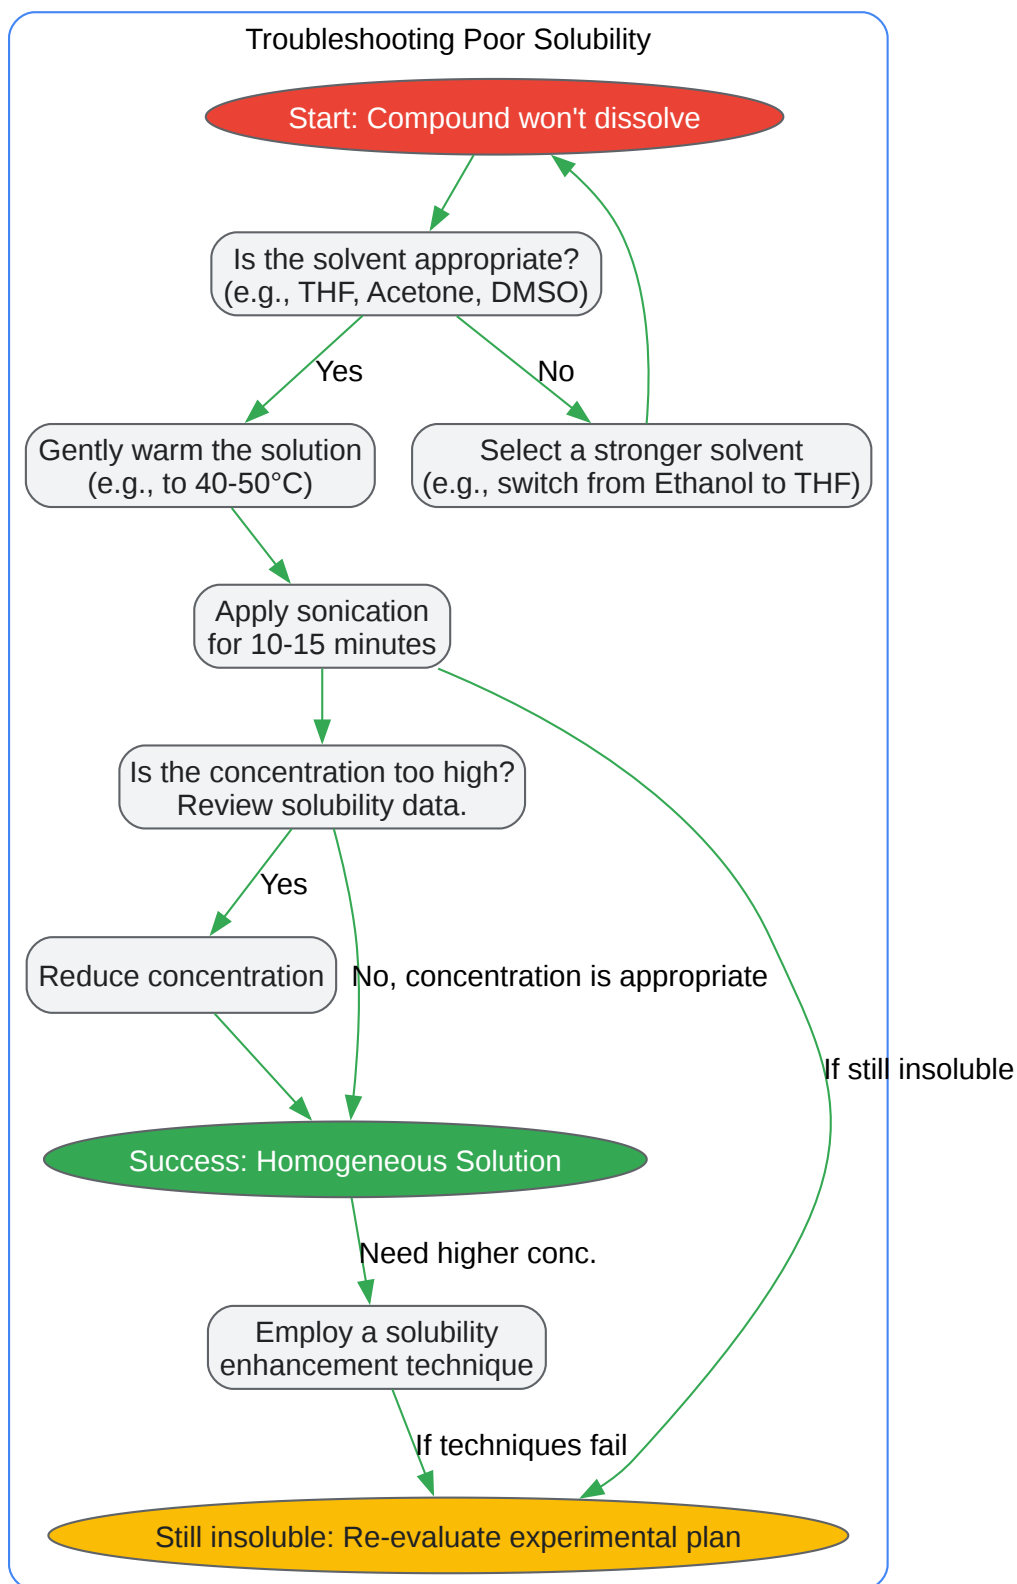 Troubleshooting Poor Solubility
Start: Compound won't dissolve
Is the solvent appropriate?
(e.g., THF, Acetone, DMSO)
Yes
No
Gently warm the solution
(e.g., to 40-50°C)
Select a stronger solvent
(e.g., switch from Ethanol to THF)
Apply sonication
for 10-15 minutes
Is the concentration too high?
Review solubility data.
Yes
Reduce concentration
No, concentration is appropriate
If still insoluble
Success: Homogeneous Solution
Need higher conc.
Employ a solubility
enhancement technique
If techniques fail
Still insoluble: Re-evaluate experimental plan